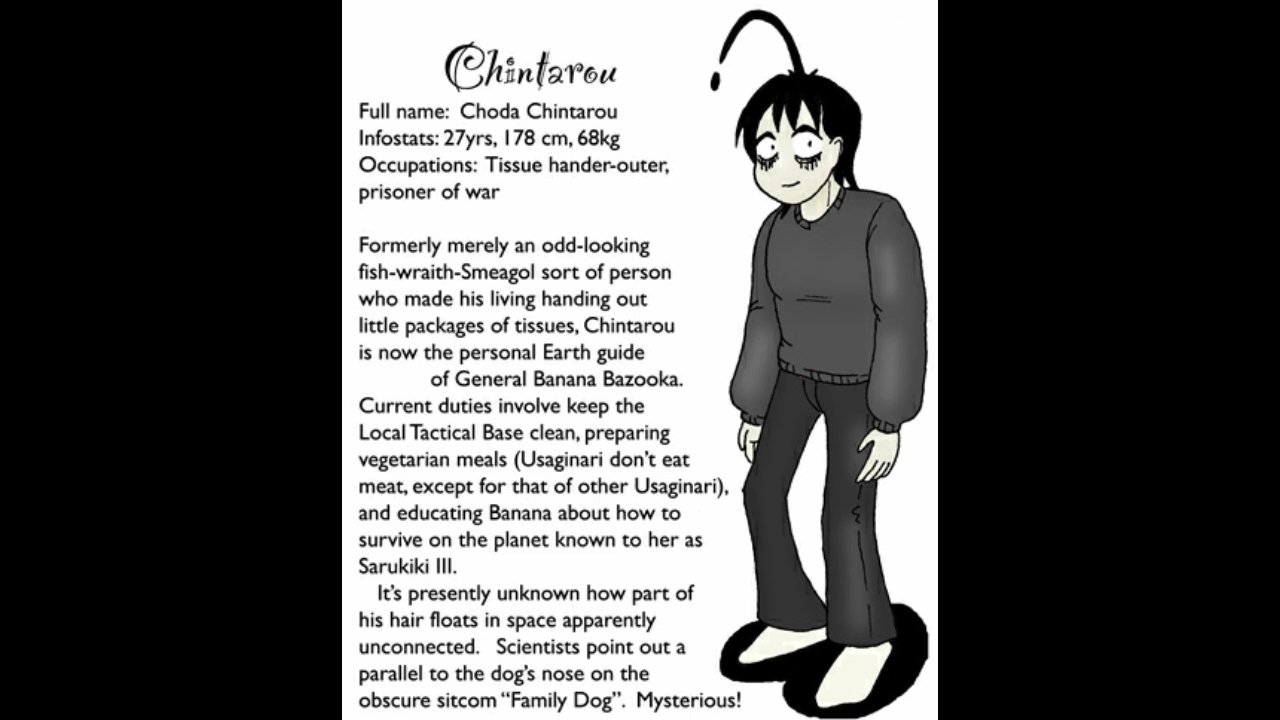 Chintarou
Full name: Choda Chintarou
Infostats: 27yrs, 178 cm, 68kg
Occupations: Tissue hander-outer,
prisoner of war
Formerly merely an odd-looking
fish-wraith-Smeagol sort of person
who made his living handing out
little packages of tissues, Chintarou
is now the personal Earth guide
of General Banana Bazooka.
Current duties involve keep the
Local Tactical Base clean, preparing
vegetarian meals (Usaginari don't eat
meat, except for that of other Usaginari),
and educating Banana about how to
survive on the planet known to her as
Sarukiki III.
It's presently unknown how part of
his hair floats in space apparently
unconnected. Scientists point out a
parallel to the dog's nose on the
obscure sitcom “Family Dog”. Mysterious!